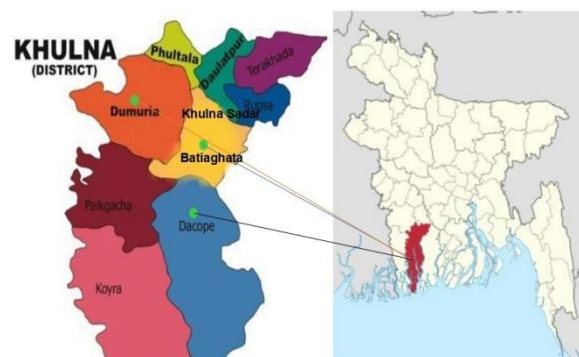 KHULNA
(DISTRICT)
Phultala
Daulatpur
Terakhada
Dumuria
Khulna Sadar
Rupsa
Batiaghata
Paikgacha
Dacope
Koyra